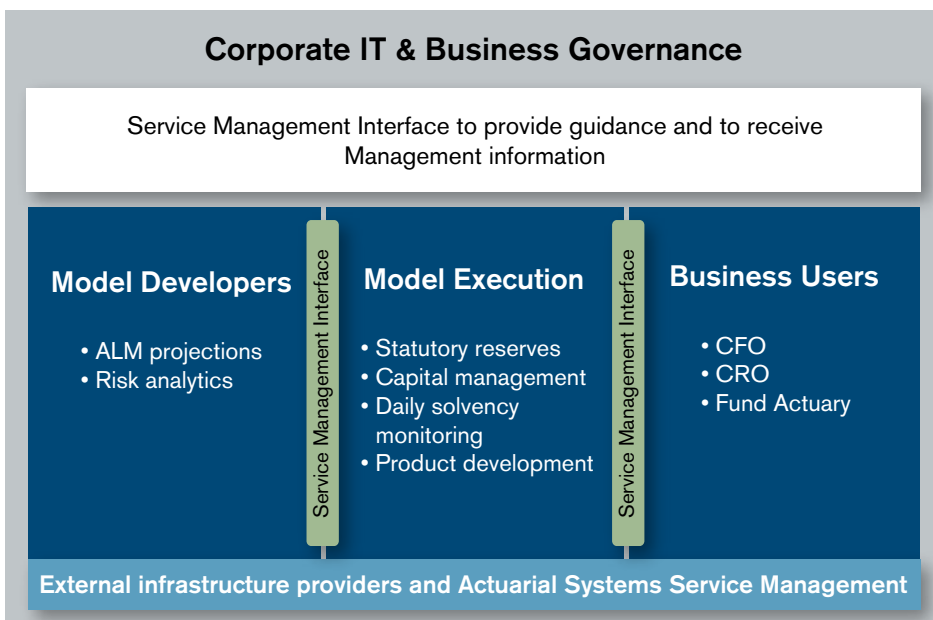 Corporate IT & Business Governance
Service Management Interface to provide guidance and to receive
Management information
Model Developers
• ALM projections
• Risk analytics
Service Management Interface
Model Execution
• Statutory reserves
• Capital management
• Daily solvency
monitoring
• Product development
Service Management Interface
Business Users
• CFO
• CRO
• Fund Actuary
External infrastructure providers and Actuarial Systems Service Management